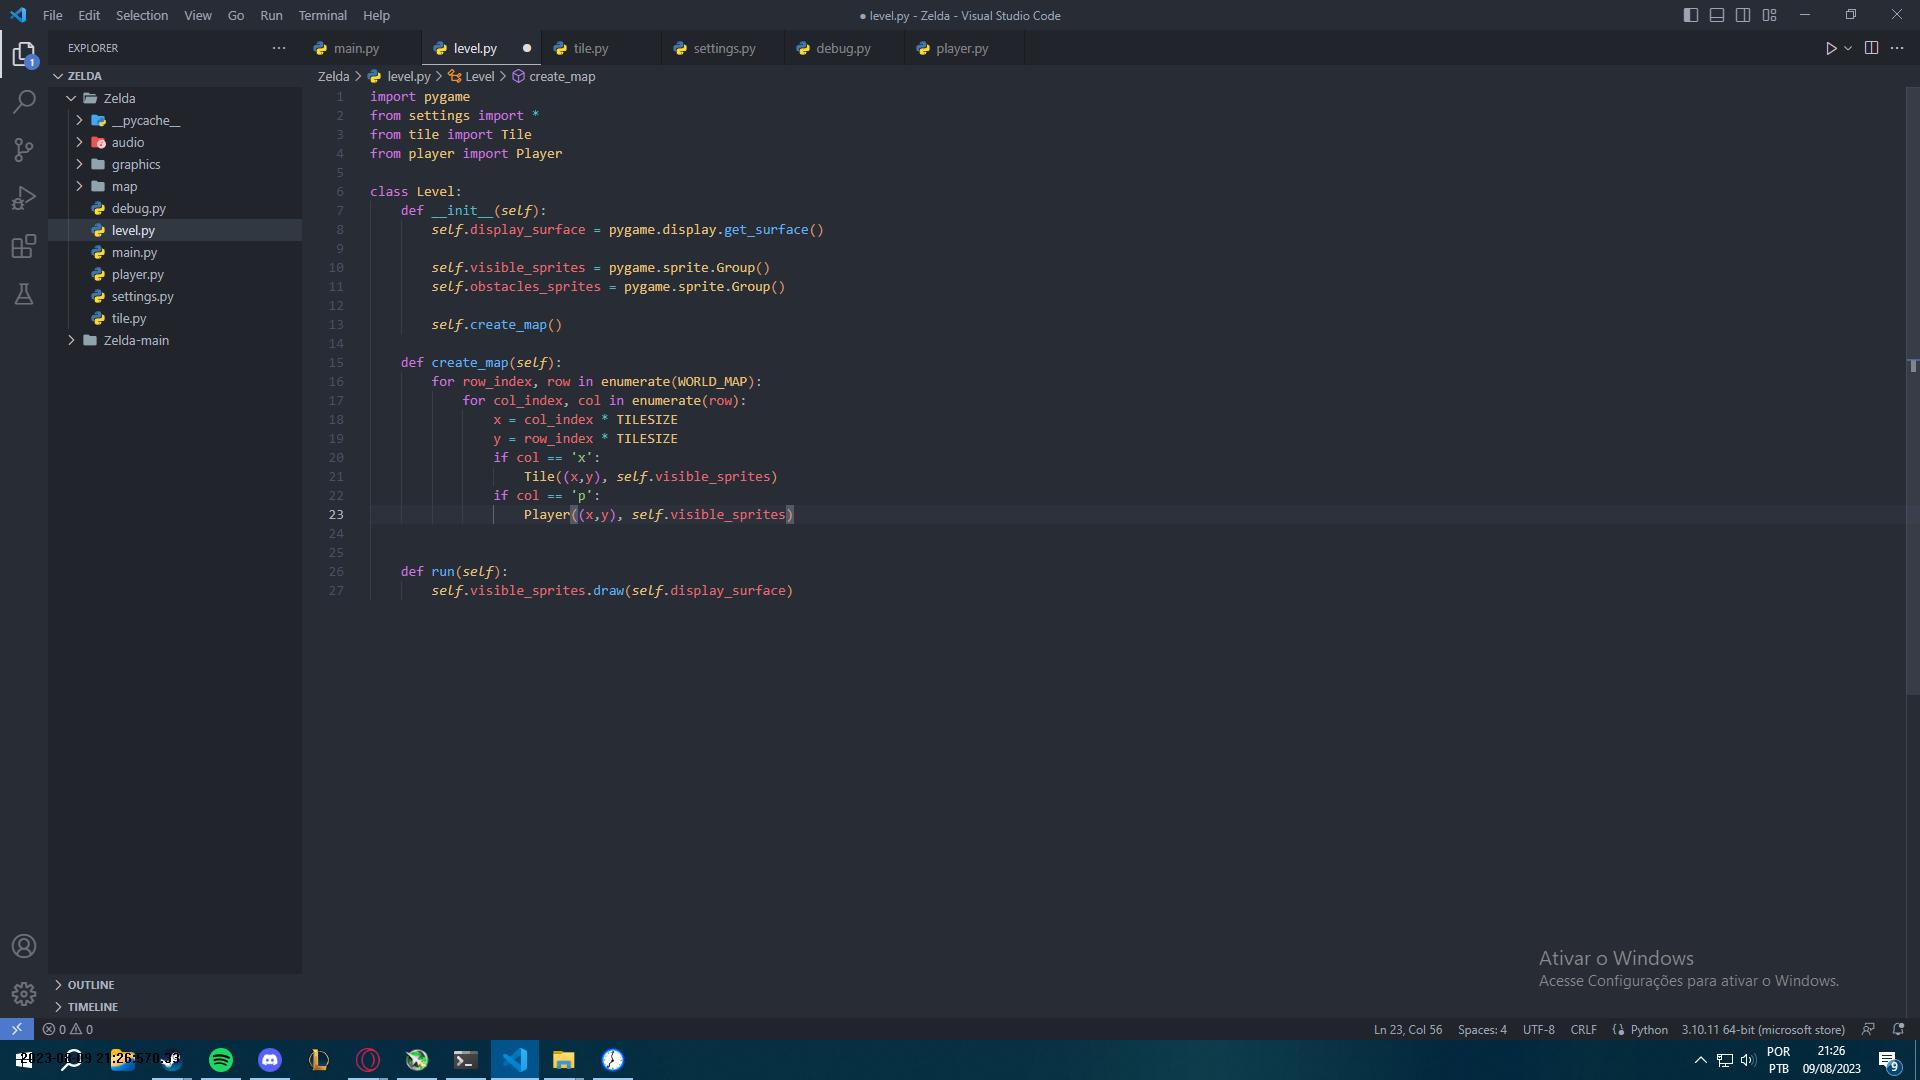 File Edit Selection View Go Run Terminal Help
● level.py - Zelda - Visual Studio Code
EXPLORER
main.py
level.py
tile.py
settings.py
debug.py
player.py
1
ZELDA
Zelda
__pycache__
audio
graphics
map
debug.py
level.py
main.py
player.py
settings.py
tile.py
Zelda-main
Zelda > level.py > Level > create_map
1 import pygame
2 from settings import *
3 from tile import Tile
4 from player import Player
5
6 class Level:
7     def __init__(self):
8         self.display_surface = pygame.display.get_surface()
9
10         self.visible_sprites = pygame.sprite.Group()
11         self.obstacles_sprites = pygame.sprite.Group()
12
13         self.create_map()
14
15     def create_map(self):
16         for row_index, row in enumerate(WORLD_MAP):
17             for col_index, col in enumerate(row):
18                 x = col_index * TILESIZE
19                 y = row_index * TILESIZE
20                 if col == 'x':
21                     Tile((x,y), self.visible_sprites)
22                 if col == 'p':
23                     Player((x,y), self.visible_sprites)
24
25
26     def run(self):
27         self.visible_sprites.draw(self.display_surface)
Ativar o Windows
Acesse Configurações para ativar o Windows.
OUTLINE
TIMELINE
0 0
Ln 23, Col 56 Spaces: 4 UTF-8 CRLF Python 3.10.11 64-bit (microsoft store)
POR
PTB
21:26
09/08/2023
9